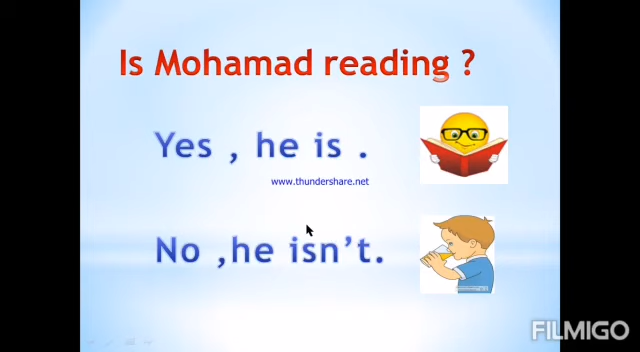 Is Mohamad reading ?
Yes , he is .
www.thundershare.net
No ,he isn't.
FILMIGO